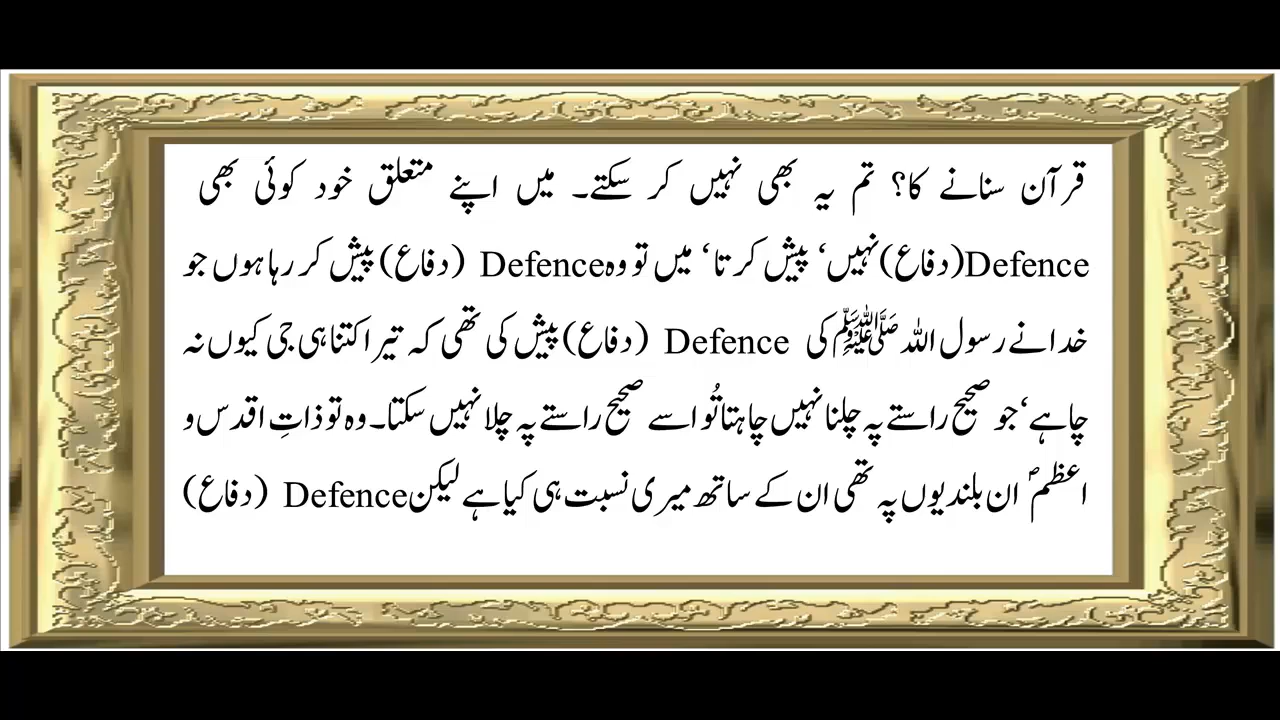 قرآن سنانے کا؟ تم یہ بھی نہیں کر سکتے۔ میں اپنے متعلق خود کوئی بھی
Defence(دفاع) نہیں‘ پیش کرتا‘ میں تو وہ Defence (دفاع) پیش کر رہا ہوں جو
خدا نے رسول اللہ ﷺ کی Defence (دفاع) پیش کی تھی کہ تیرا کتنا ہی جی کیوں نہ
چاہے‘ جو صحیح راستے پہ چلنا نہیں چاہتا تُو اسے صحیح راستے پہ چلا نہیں سکتا۔ وہ تو ذاتِ اقدس و
اعظمؐ ان بلندیوں پہ تھی ان کے ساتھ میری نسبت ہی کیا ہے لیکن Defence (دفاع)